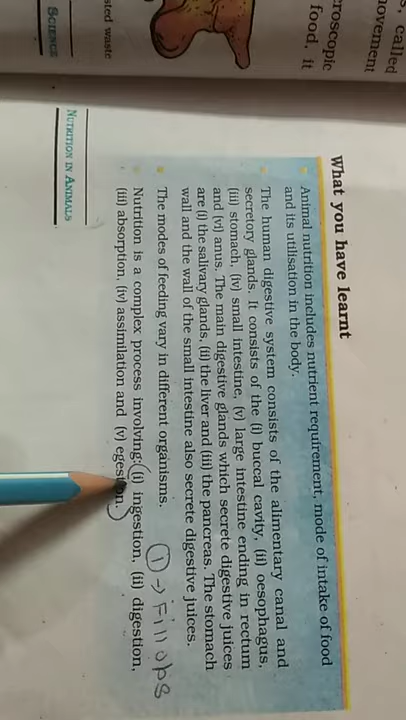 , called
ovement
roscopic
food, it
sted waste
SCIENCE
What you have learnt
Animal nutrition includes nutrient requirement, mode of intake of food
and its utilisation in the body.
The human digestive system consists of the alimentary canal and
secretory glands. It consists of the (i) buccal cavity, (ii) oesophagus,
(iii) stomach, (iv) small intestine, (v) large intestine ending in rectum
and (vi) anus. The main digestive glands which secrete digestive juices
are (i) the salivary glands, (ii) the liver and (iii) the pancreas. The stomach
wall and the wall of the small intestine also secrete digestive juices.
The modes of feeding vary in different organisms.
① → Fill ups
Nutrition is a complex process involving: (i) ingestion, (ii) digestion,
(iii) absorption, (iv) assimilation and (v) egestion.
NUTRITION IN ANIMALS